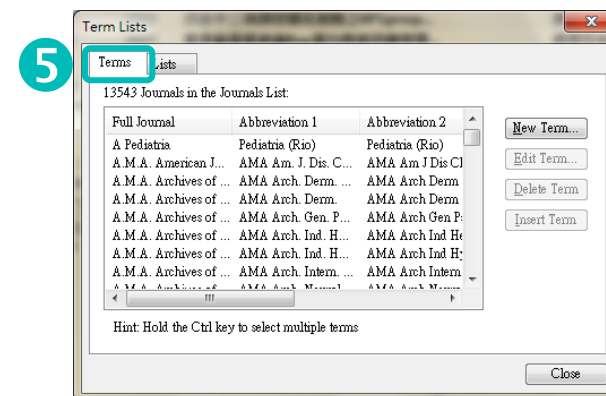 Term Lists
5
Terms Lists
13543 Journals in the Journals List:
Full Journal Abbreviation 1 Abbreviation 2
A Pediatria Pediatria (Rio) Pediatria (Rio)
A.M.A. American J... AMA Am. J. Dis. C... AMA Am J Dis Cl
A.M.A. Archives of ... AMA Arch. Derm. ... AMA Arch Derm
A.M.A. Archives of ... AMA Arch. Derm. AMA Arch Derm
A.M.A. Archives of ... AMA Arch. Gen. P... AMA Arch Gen P
A.M.A. Archives of ... AMA Arch. Ind. H... AMA Arch Ind He
A.M.A. Archives of ... AMA Arch. Ind. H... AMA Arch Ind Hy
A.M.A. Archives of ... AMA Arch. Intern. ... AMA Arch Intern
New Term...
Edit Term...
Delete Term
Insert Term
Hint: Hold the Ctrl key to select multiple terms
Close